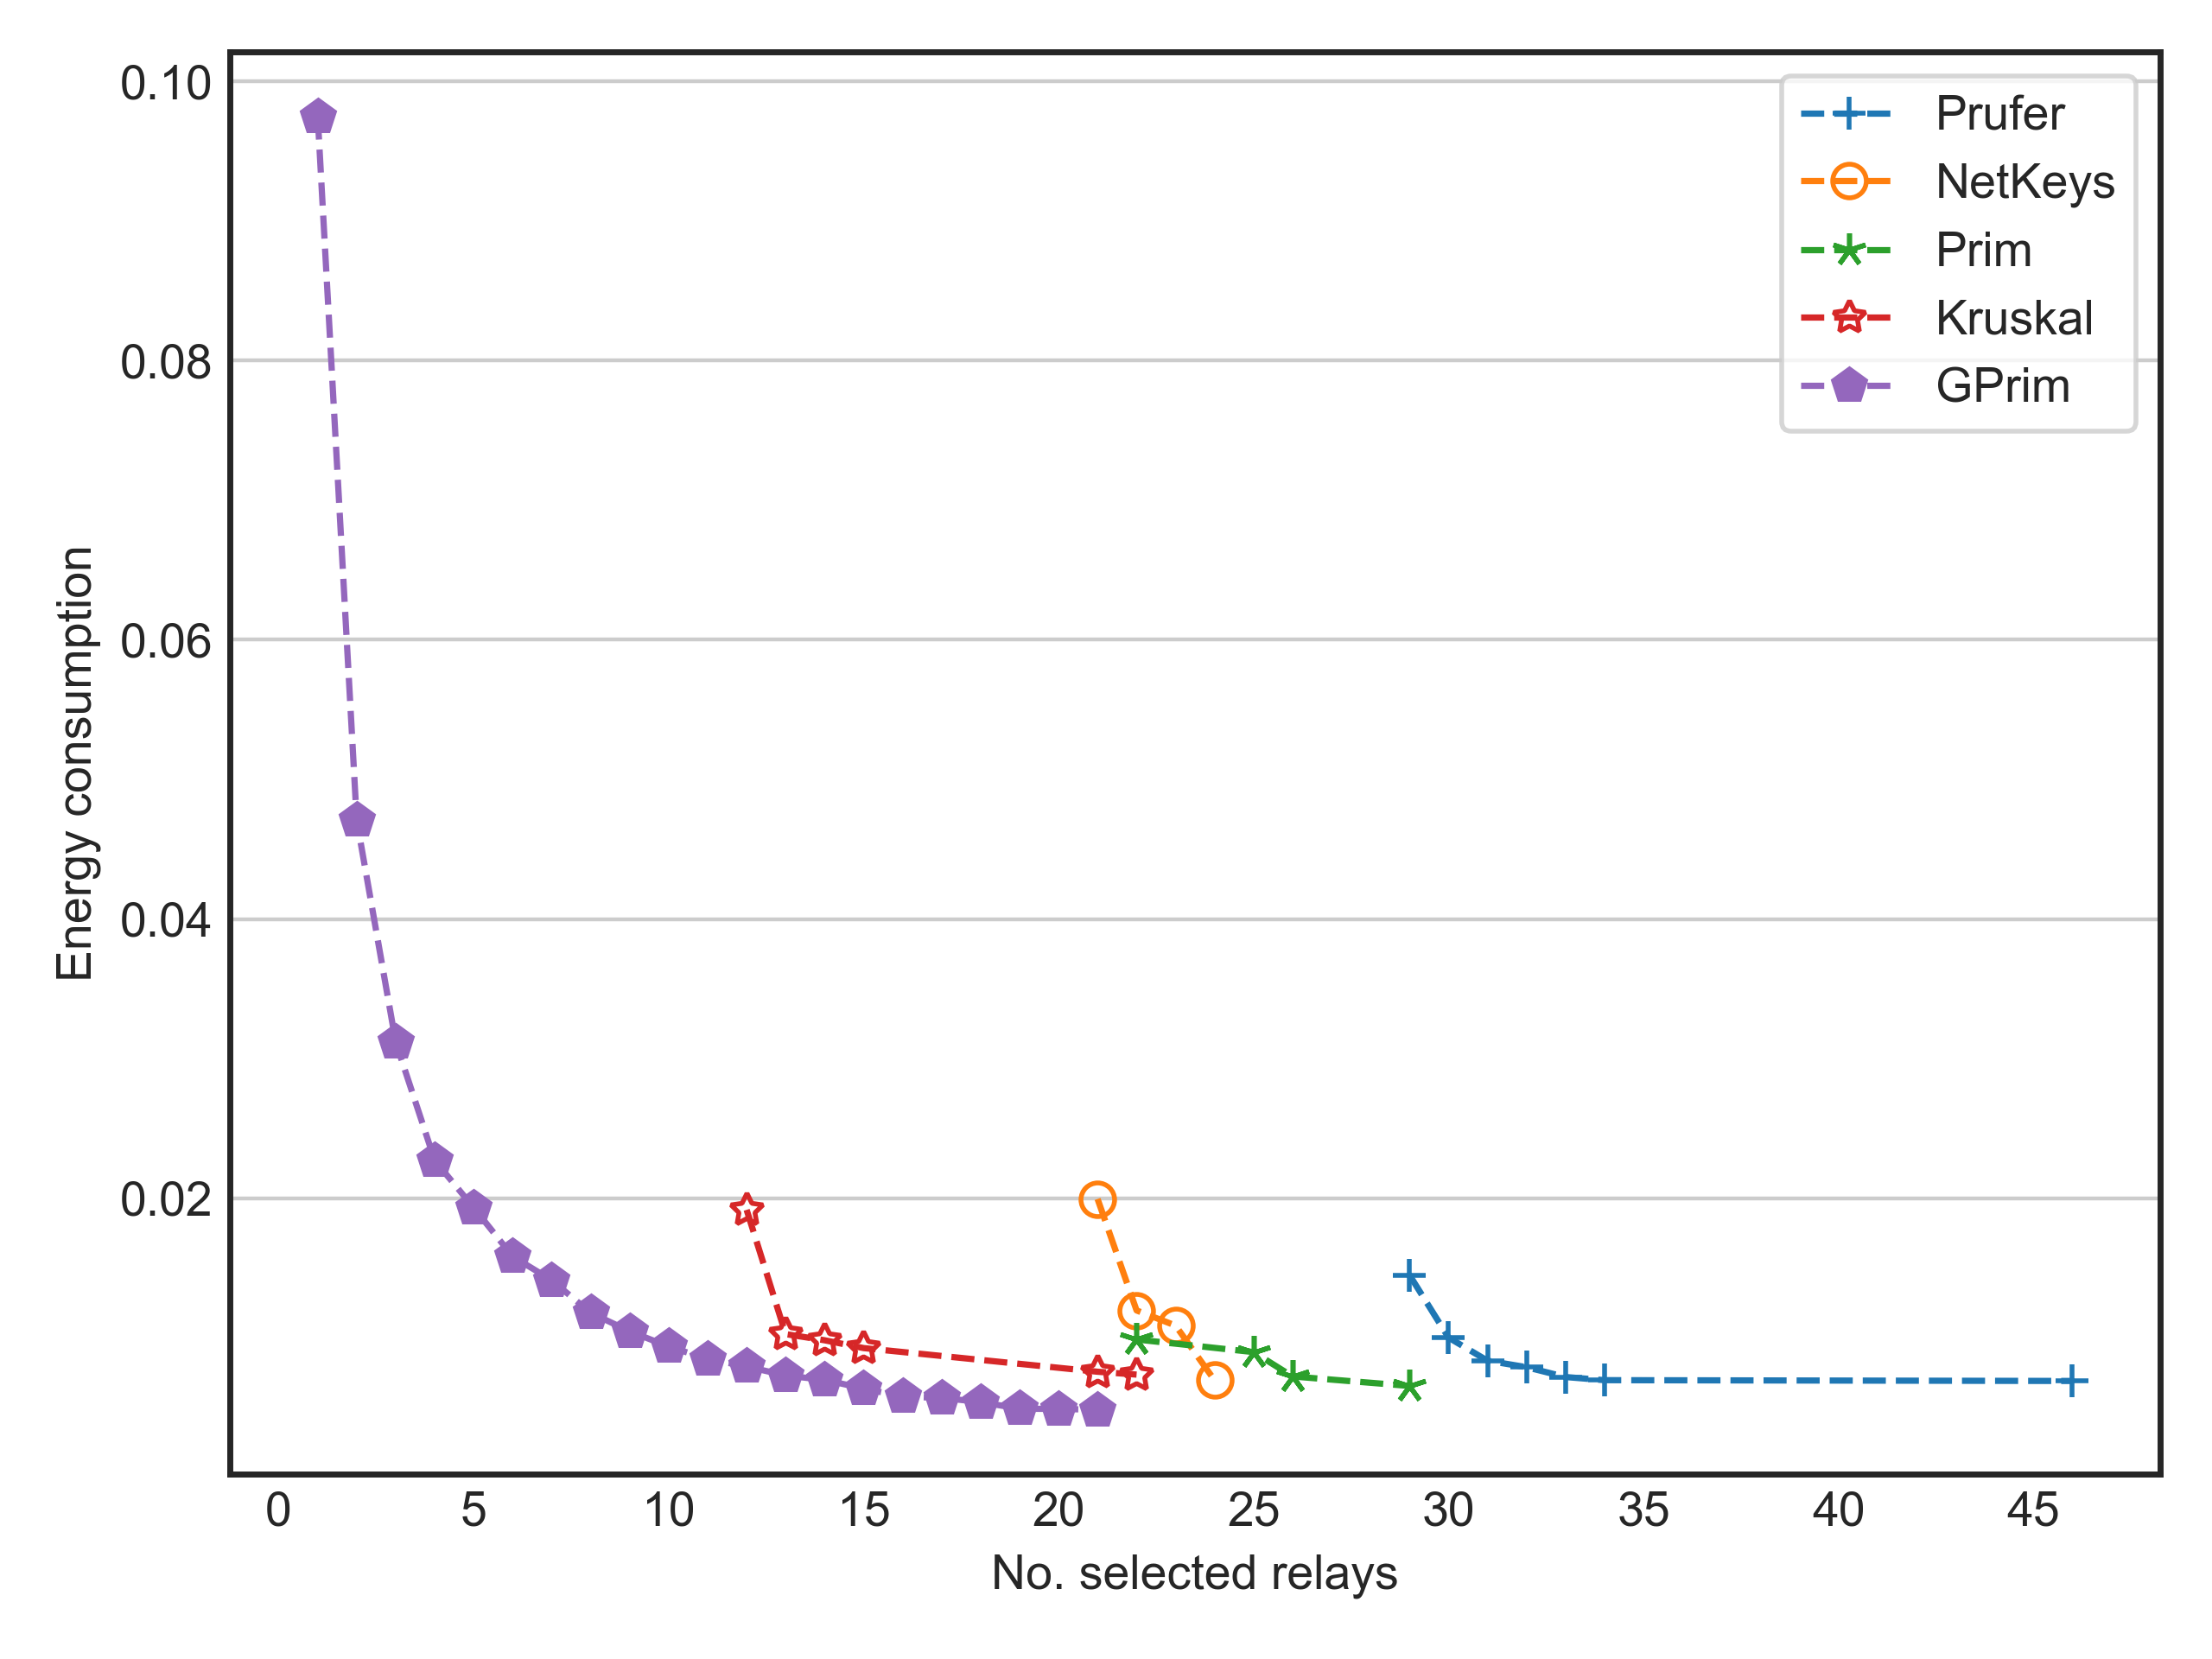 0.10
0.08
0.06
0.04
0.02
Energy consumption
0 5 10 15 20 25 30 35 40 45
No. selected relays
Prufer
NetKeys
Prim
Kruskal
GPrim